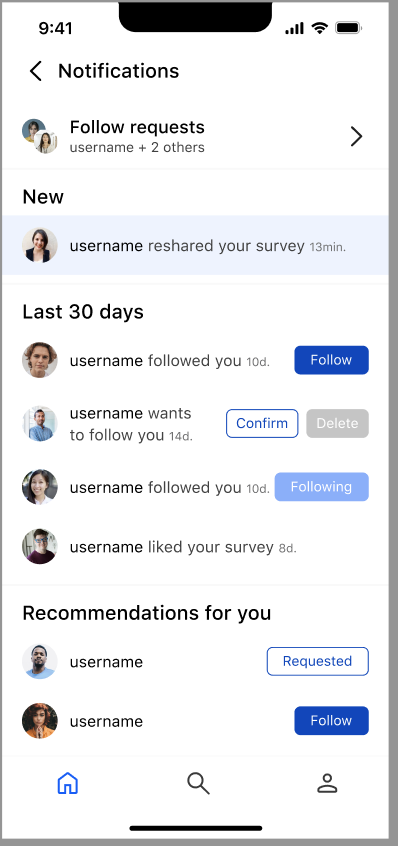 9:41
Notifications
Follow requests
username + 2 others
New
username reshared your survey 13min.
Last 30 days
username followed you 10d.
Follow
username wants
to follow you 14d.
Confirm
Delete
username followed you 10d.
Following
username liked your survey 8d.
Recommendations for you
username
Requested
username
Follow